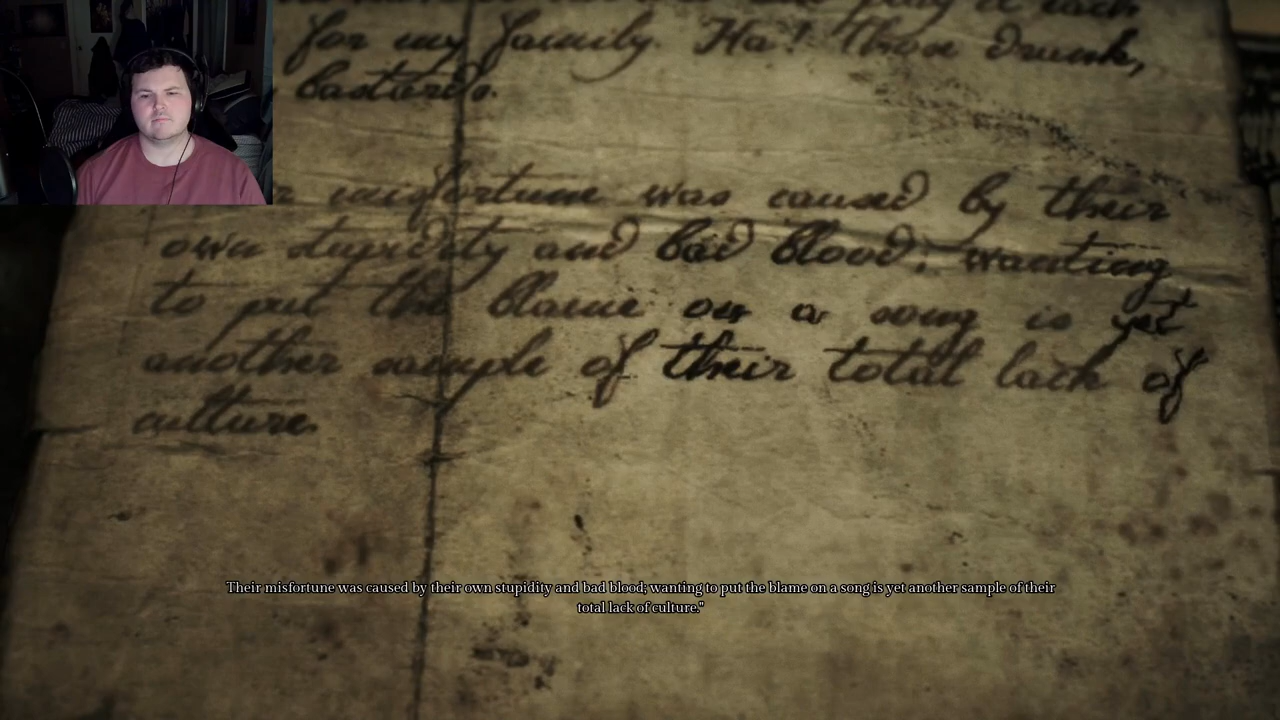 play it each
for my family. Ha! Those drunk,
bastards.
misfortune was caused by their
own stupidity and bad blood; wanting
to put the blame on a song is yet
another sample of their total lack of
culture.
Their misfortune was caused by their own stupidity and bad blood; wanting to put the blame on a song is yet another sample of their
total lack of culture."